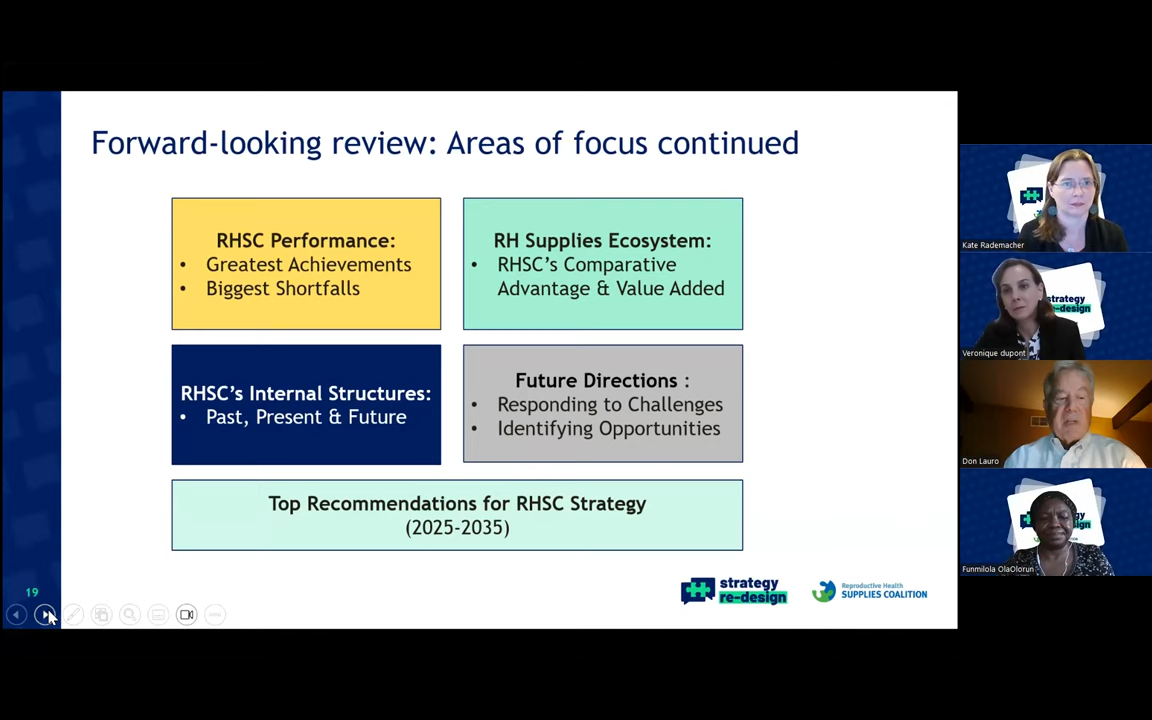 Forward-looking review: Areas of focus continued
RHSC Performance:
• Greatest Achievements
• Biggest Shortfalls
RH Supplies Ecosystem:
• RHSC's Comparative
Advantage & Value Added
RHSC's Internal Structures:
• Past, Present & Future
Future Directions :
• Responding to Challenges
• Identifying Opportunities
Top Recommendations for RHSC Strategy
(2025-2035)
19
strategy
re-design
Reproductive Health
SUPPLIES COALITION
Kate Rademacher
strategy
re-design
Veronique dupont
Don Lauro
Funmilola OlaOlorun